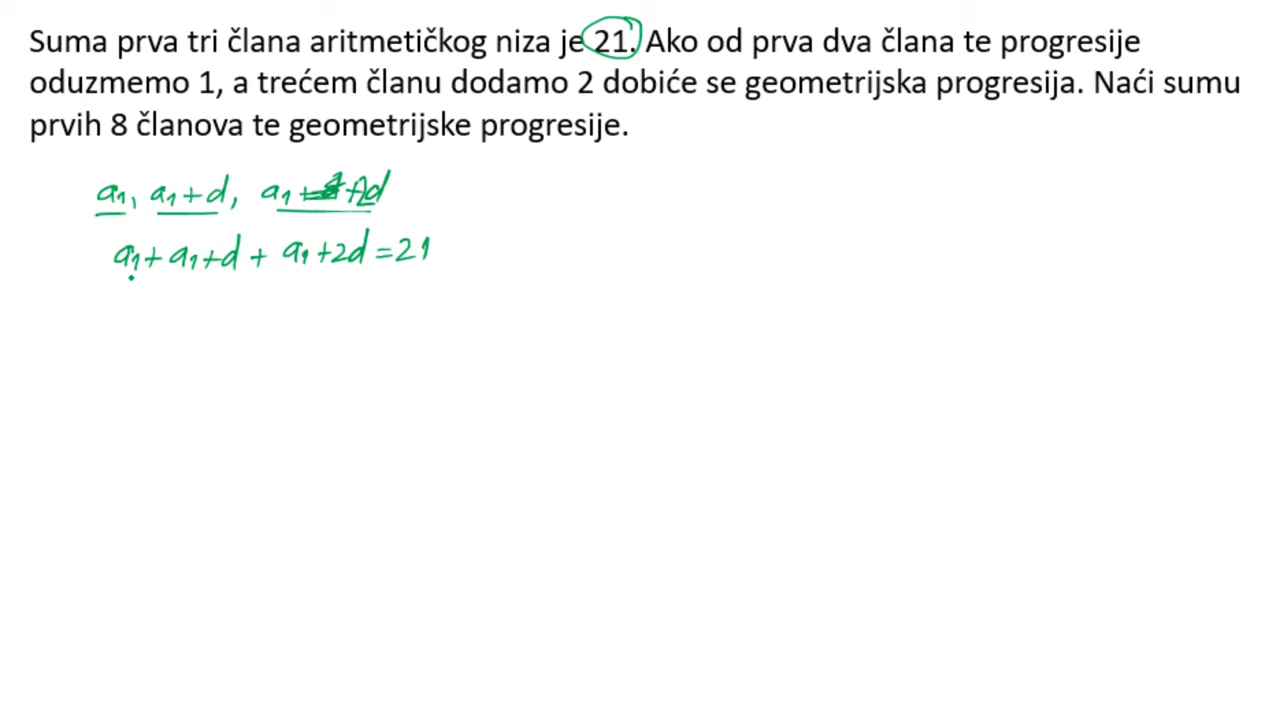 Suma prva tri člana aritmetičkog niza je 21. Ako od prva dva člana te progresije
oduzmemo 1, a trećem članu dodamo 2 dobiće se geometrijska progresija. Naći sumu
prvih 8 članova te geometrijske progresije.
a₁, a₁+d, a₁+2d
a₁+a₁+d+a₁+2d=21